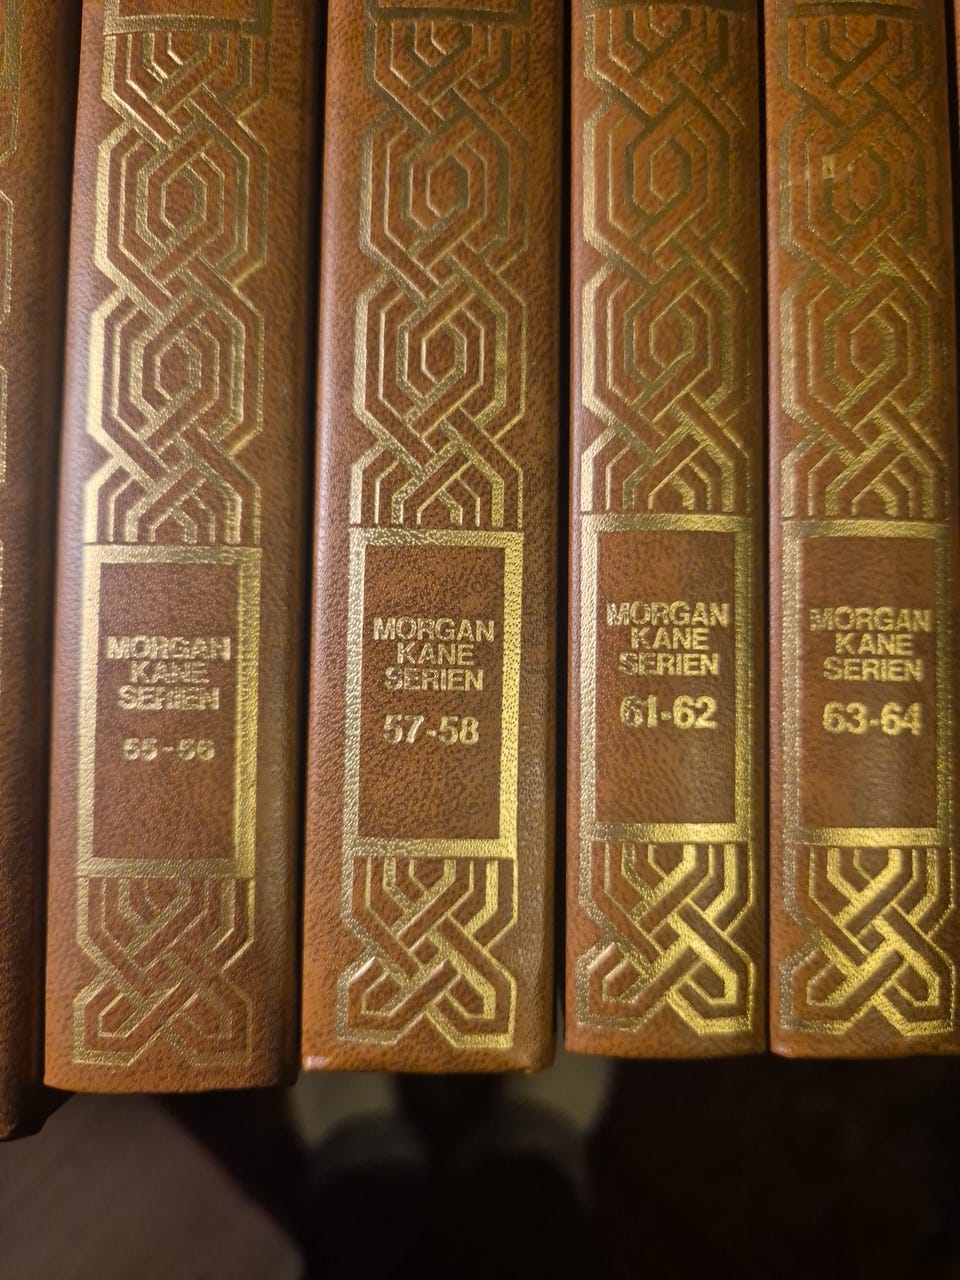 MORGAN
KANE
SERIEN
55-56
MORGAN
KANE
SERIEN
57-58
MORGAN
KANE
SERIEN
61-62
MORGAN
KANE
SERIEN
63-64